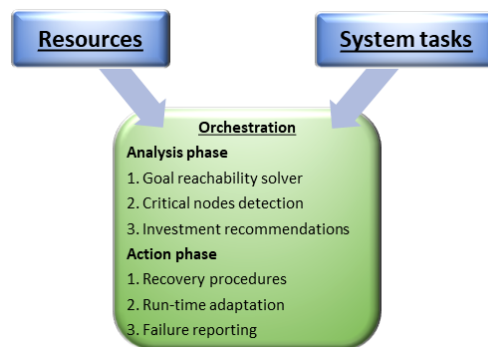 Resources
System tasks
Orchestration
Analysis phase
1. Goal reachability solver
2. Critical nodes detection
3. Investment recommendations
Action phase
1. Recovery procedures
2. Run-time adaptation
3. Failure reporting